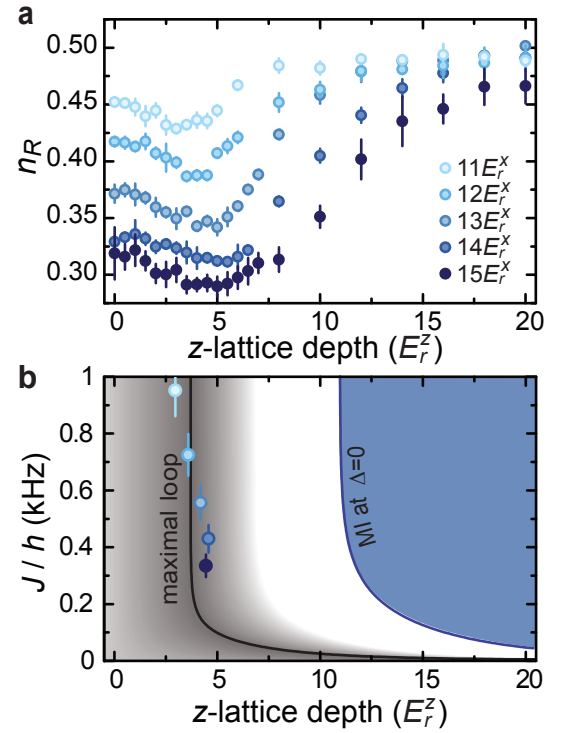 a
0.50
0.45
0.40
0.35
0.30
n_R
11E_r^x
12E_r^x
13E_r^x
14E_r^x
15E_r^x
0 5 10 15 20
z-lattice depth (E_r^z)
b
1
0.8
0.6
0.4
0.2
0
J / h (kHz)
maximal loop
MI at Δ=0
0 5 10 15 20
z-lattice depth (E_r^z)